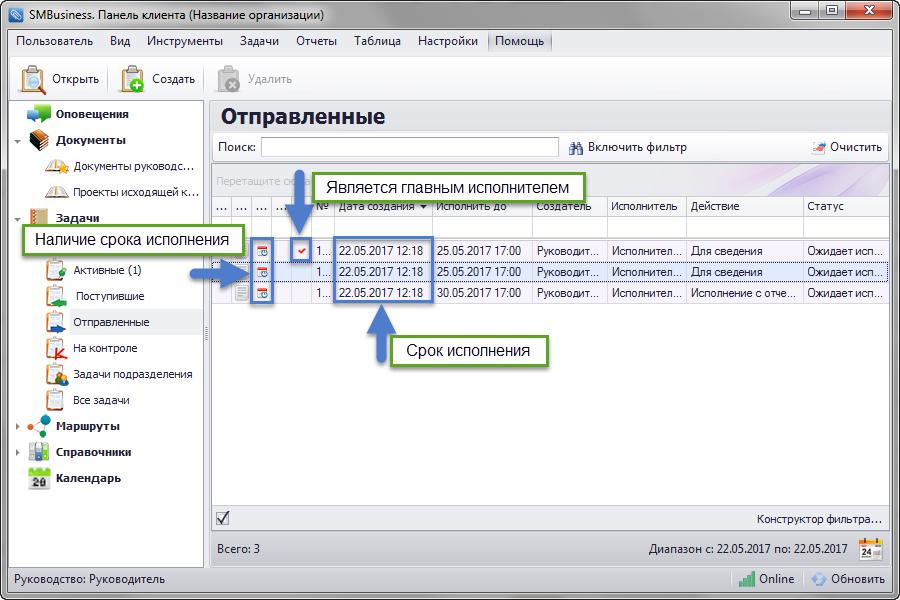 SMBusiness. Панель клиента (Название организации)
Пользователь Вид Инструменты Задачи Отчеты Таблица Настройки Помощь
Открыть Создать Удалить
Оповещения
Документы
Документы руководс...
Проекты исходящей к...
Задачи
Наличие срока исполнения
Активные (1)
Поступившие
Отправленные
На контроле
Задачи подразделения
Все задачи
Маршруты
Справочники
Календарь
Отправленные
Поиск: Включить фильтр Очистить
Перетащите
Является главным исполнителем
... ... ... ... № Дата создания Исполнить до Создатель Исполнитель Действие Статус
1... 22.05.2017 12:18 25.05.2017 17:00 Руководит... Исполнител... Для сведения Ожидает исп...
1... 22.05.2017 12:18 25.05.2017 17:00 Руководит... Исполнител... Для сведения Ожидает исп...
1... 22.05.2017 12:18 30.05.2017 17:00 Руководит... Исполнител... Исполнение с отче... Ожидает исп...
Срок исполнения
Конструктор фильтра...
Всего: 3 Диапазон с: 22.05.2017 по: 22.05.2017 24
Руководство: Руководитель Online Обновить